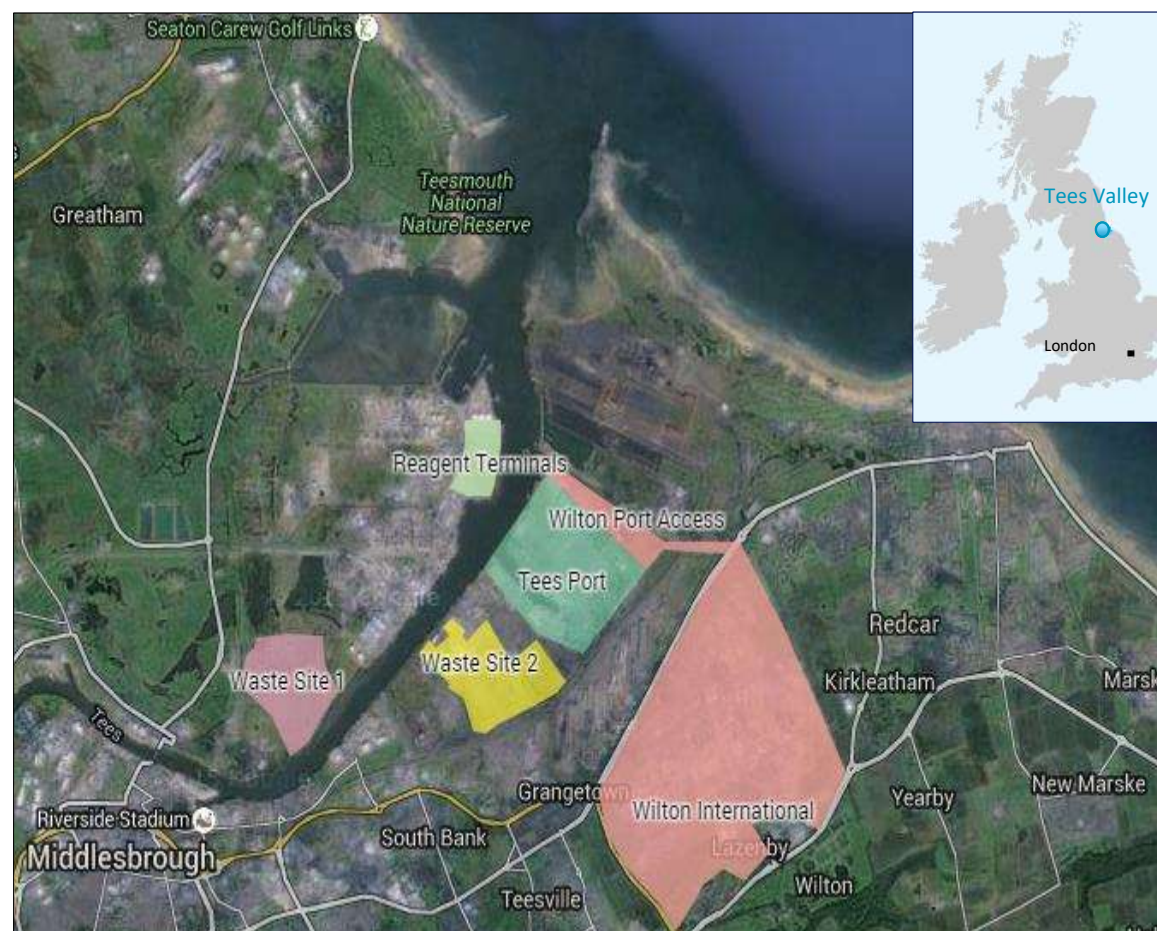 Seaton Carew Golf Links
Teesmouth
National
Nature Reserve
Greatham
Tees Valley
London
Reagent Terminals
Wilton Port Access
Tees Port
Waste Site 2
Waste Site 1
Redcar
Kirkleatham
Marsk
Tees
Grangetown
Wilton International
New Marske
Yearby
Riverside Stadium
South Bank
Middlesbrough
Lazenby
Wilton
Teesville